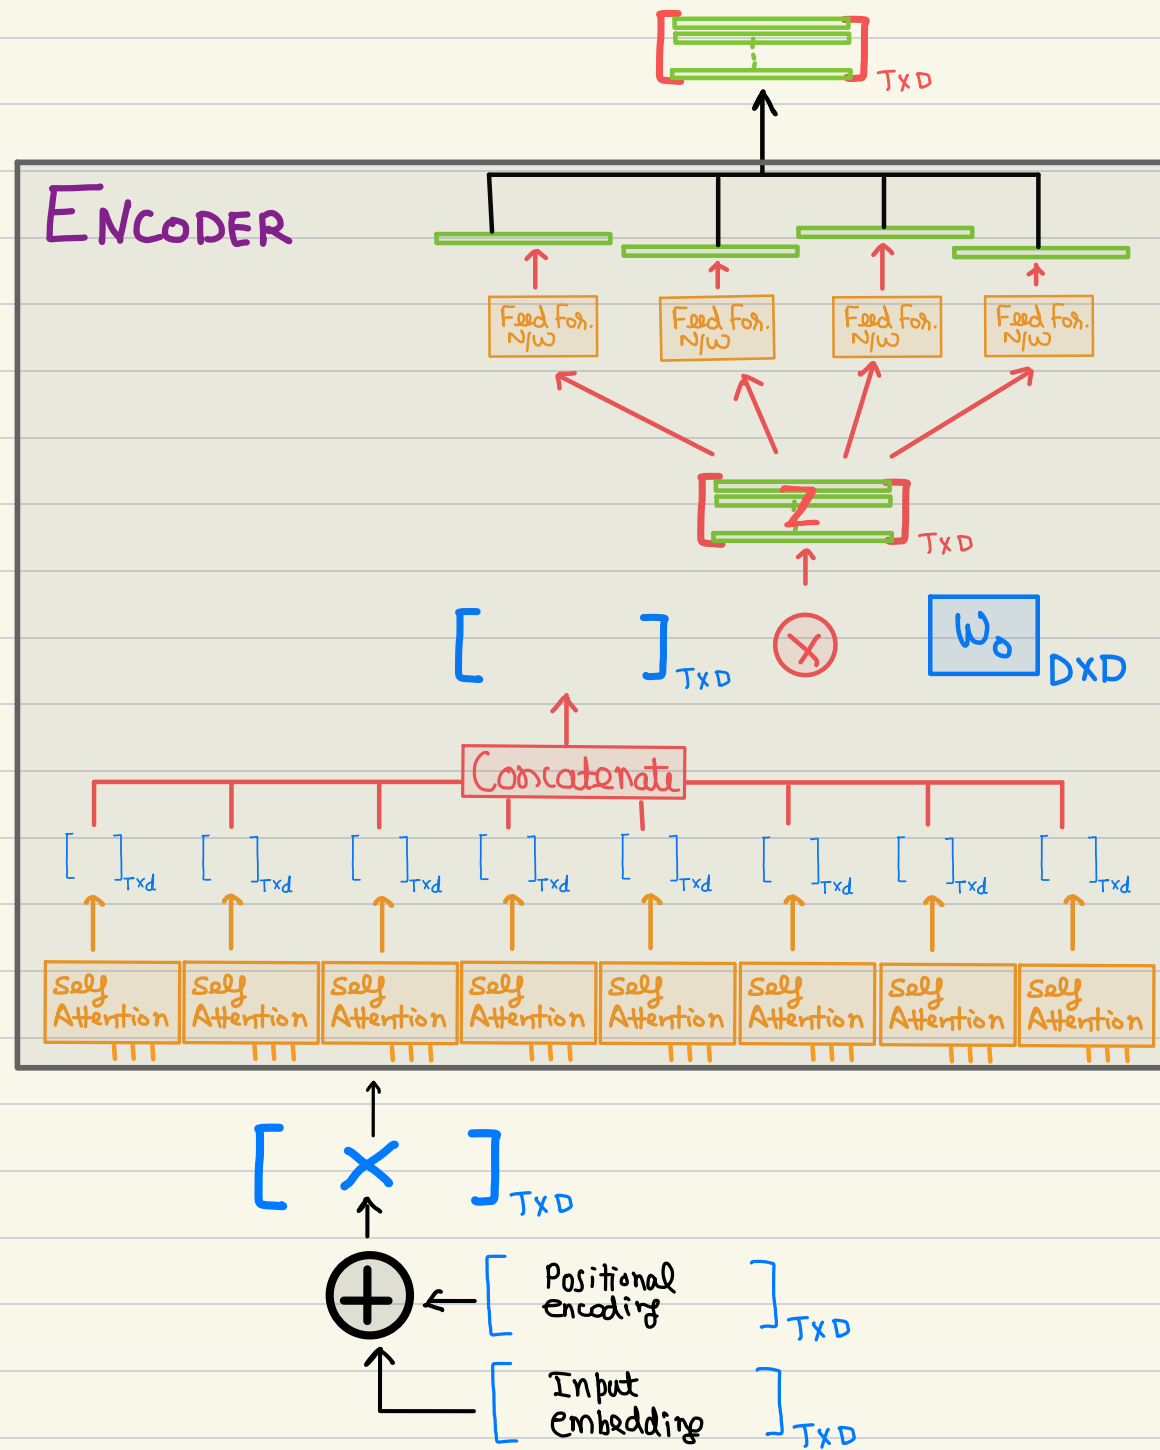 TxD
ENCODER
Feed For. N/W
Feed For. N/W
Feed For. N/W
Feed For. N/W
Z
TxD
TxD
X
Wo
DXD
Concatenate
Txd
Txd
Txd
Txd
Txd
Txd
Txd
Txd
Self Attention
Self Attention
Self Attention
Self Attention
Self Attention
Self Attention
Self Attention
Self Attention
X
TxD
+
Positional
encoding
TxD
Input
embedding
TxD